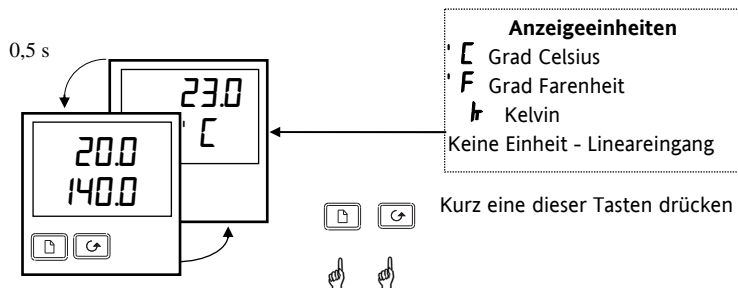 0,5 s
23.0
'C
20.0
140.0
Anzeigeeinheiten
'C Grad Celsius
'F Grad Farenheit
K Kelvin
Keine Einheit - Lineareingang
Kurz eine dieser Tasten drücken